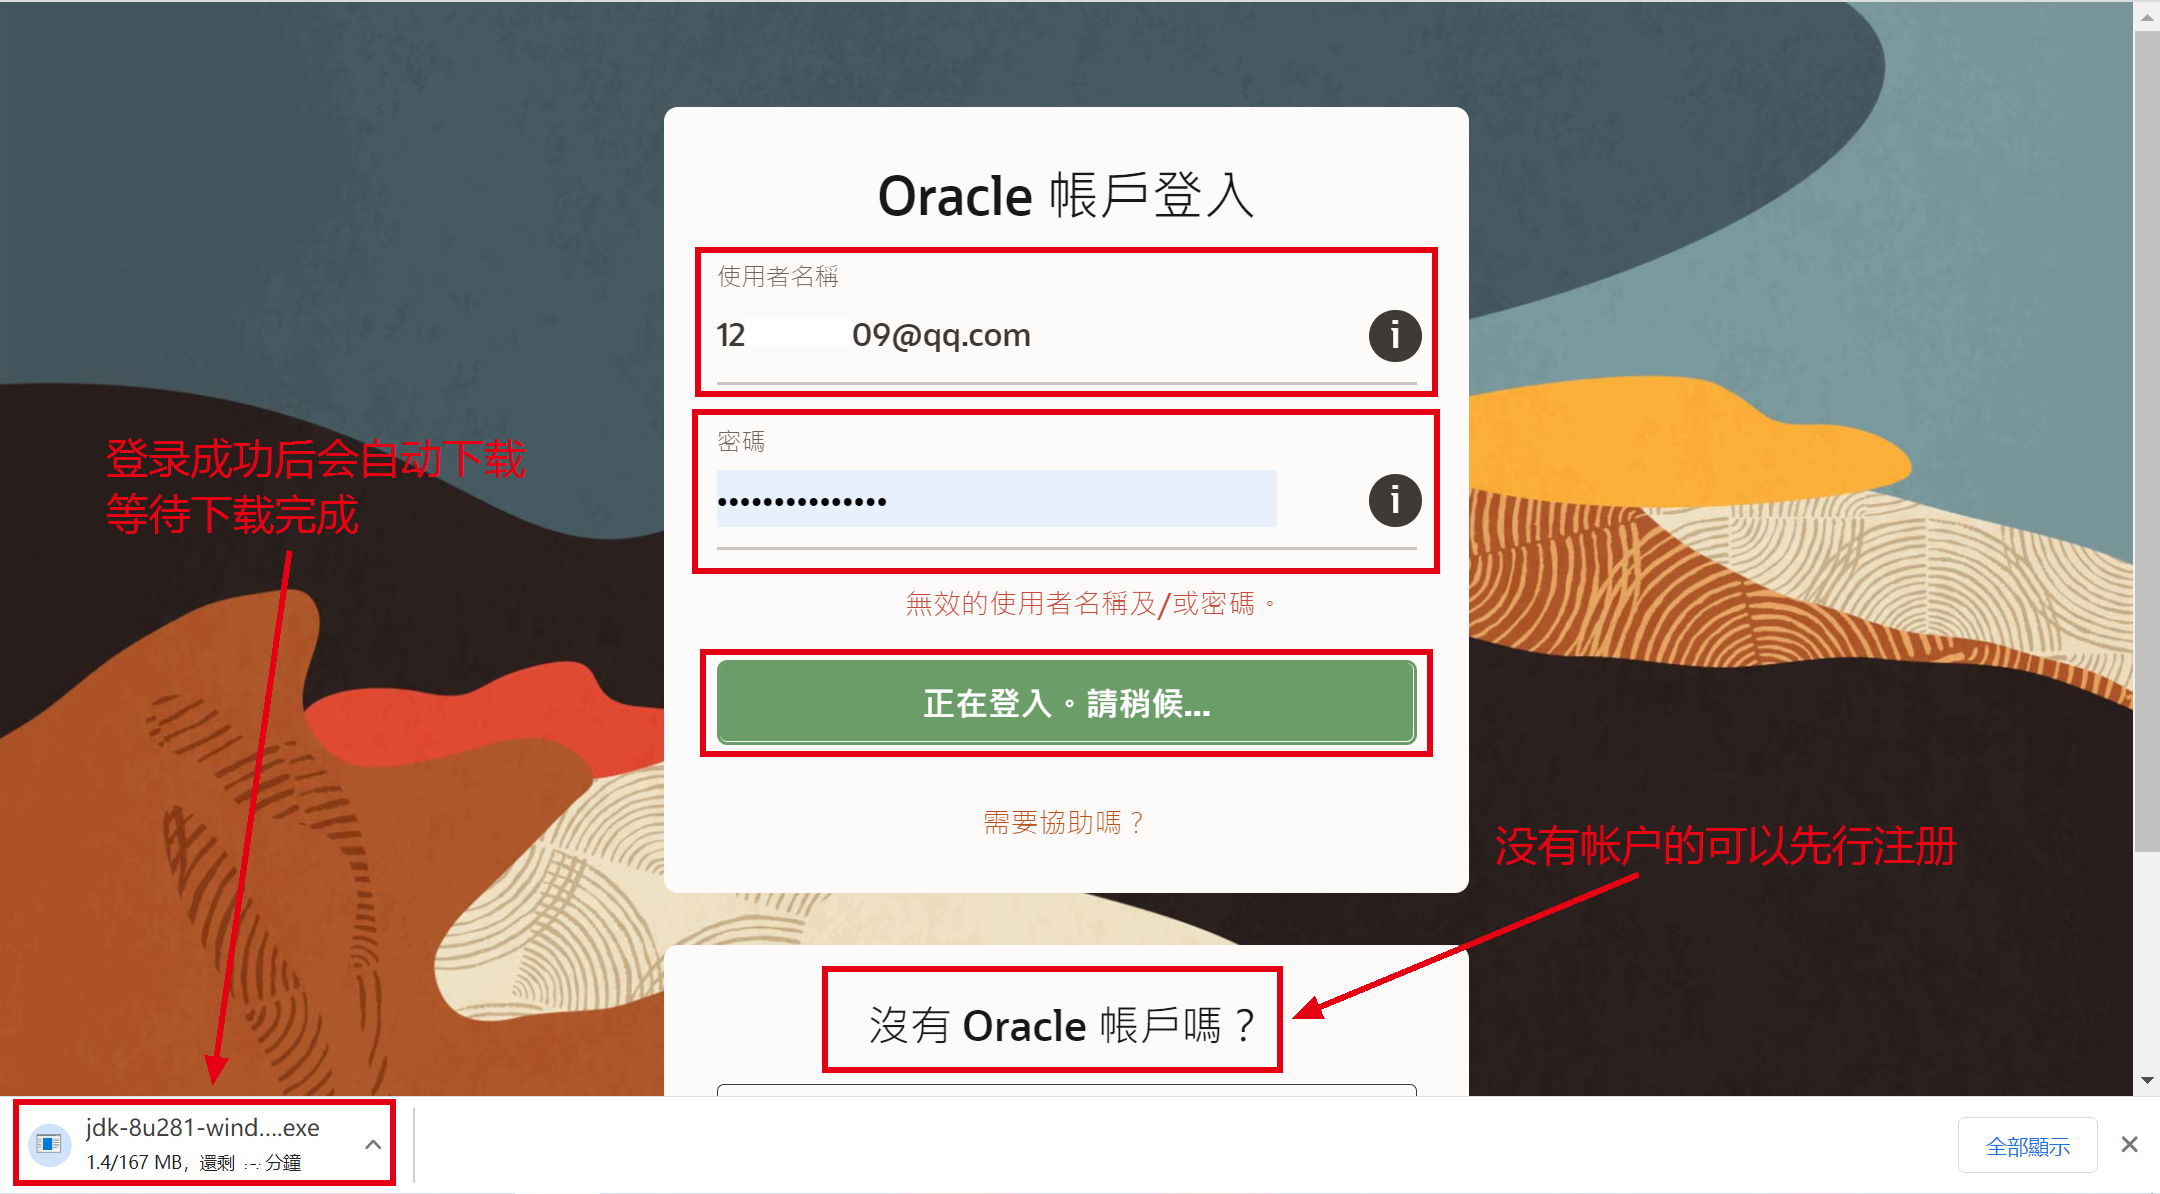 Oracle 帳戶登入
使用者名稱
12 09@qq.com
密碼
無效的使用者名稱及/或密碼。
正在登入。請稍候...
需要協助嗎？
登录成功后会自动下载
等待下载完成
没有帐户的可以先行注册
沒有 Oracle 帳戶嗎？
jdk-8u281-wind....exe
1.4/167 MB，還剩 分鐘
全部顯示